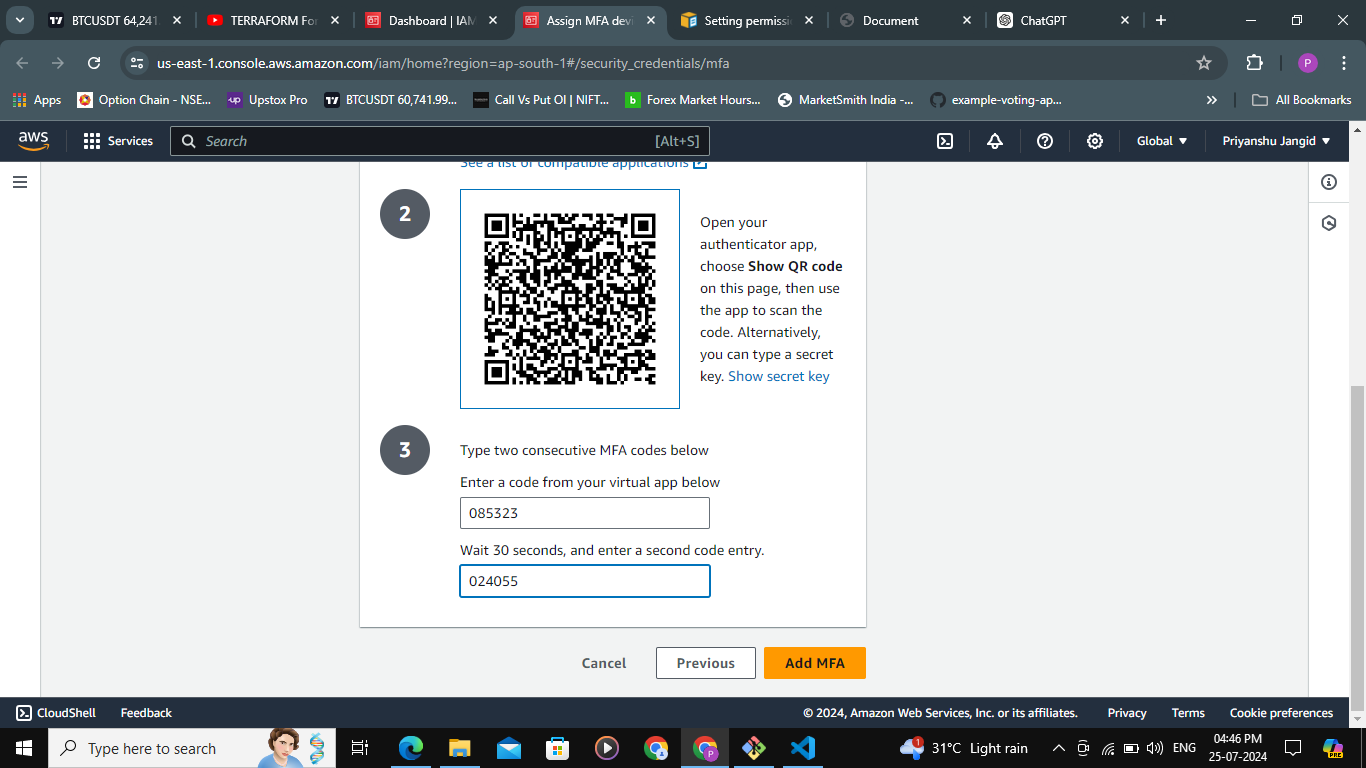 BTCUSDT 64,241
TERRAFORM For
Dashboard | IAM
Assign MFA devi
Setting permissi
Document
ChatGPT
us-east-1.console.aws.amazon.com/iam/home?region=ap-south-1#/security_credentials/mfa
P
Apps
Option Chain - NSE...
up Upstox Pro
BTCUSDT 60,741.99...
Call Vs Put OI | NIFT...
b Forex Market Hours...
MarketSmith India -...
example-voting-ap...
All Bookmarks
aws
Services
Search
[Alt+S]
Global
Priyanshu Jangid
See a list of compatible applications
2
Open your
authenticator app,
choose Show QR code
on this page, then use
the app to scan the
code. Alternatively,
you can type a secret
key. Show secret key
3
Type two consecutive MFA codes below
Enter a code from your virtual app below
085323
Wait 30 seconds, and enter a second code entry.
024055
Cancel
Previous
Add MFA
CloudShell
Feedback
© 2024, Amazon Web Services, Inc. or its affiliates.
Privacy
Terms
Cookie preferences
Type here to search
P
1
31°C Light rain
ENG
04:46 PM
25-07-2024
PRE